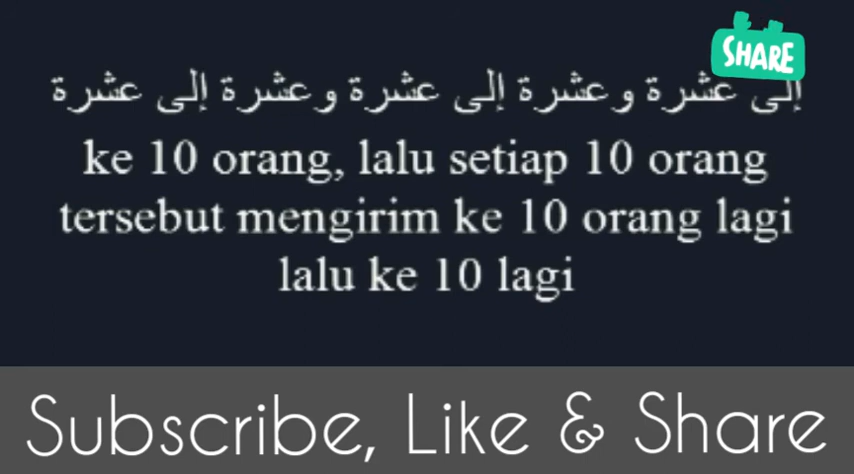 SHARE
إلى عشرة وعشرة إلى عشرة وعشرة إلى عشرة
ke 10 orang, lalu setiap 10 orang
tersebut mengirim ke 10 orang lagi
lalu ke 10 lagi
Subscribe, Like & Share